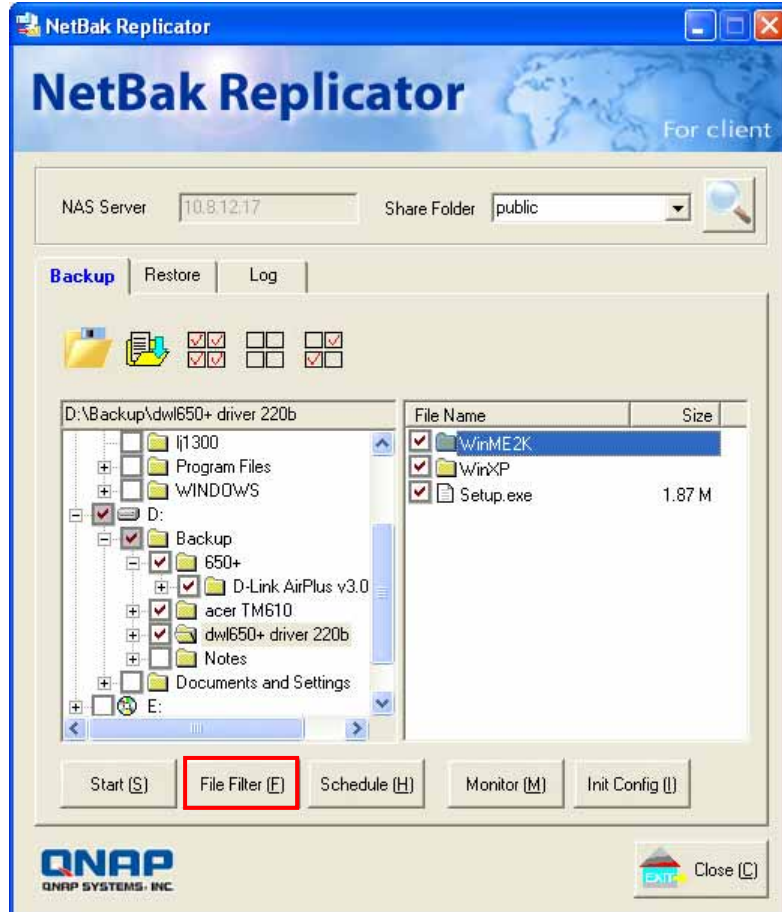 NetBak Replicator
NetBak Replicator
For client
NAS Server 10.8.12.17 Share Folder public
Backup Restore Log
D:\Backup\dwl650+ driver 220b
lj1300
Program Files
WINDOWS
D:
Backup
650+
D-Link AirPlus v3.0
acer TM610
dwl650+ driver 220b
Notes
Documents and Settings
E:
File Name Size
WinME2K
WinXP
Setup.exe 1.87 M
Start (S) File Filter (F) Schedule (H) Monitor (M) Init Config (I)
QNAP
QNAP SYSTEMS, INC
EXIT Close (C)